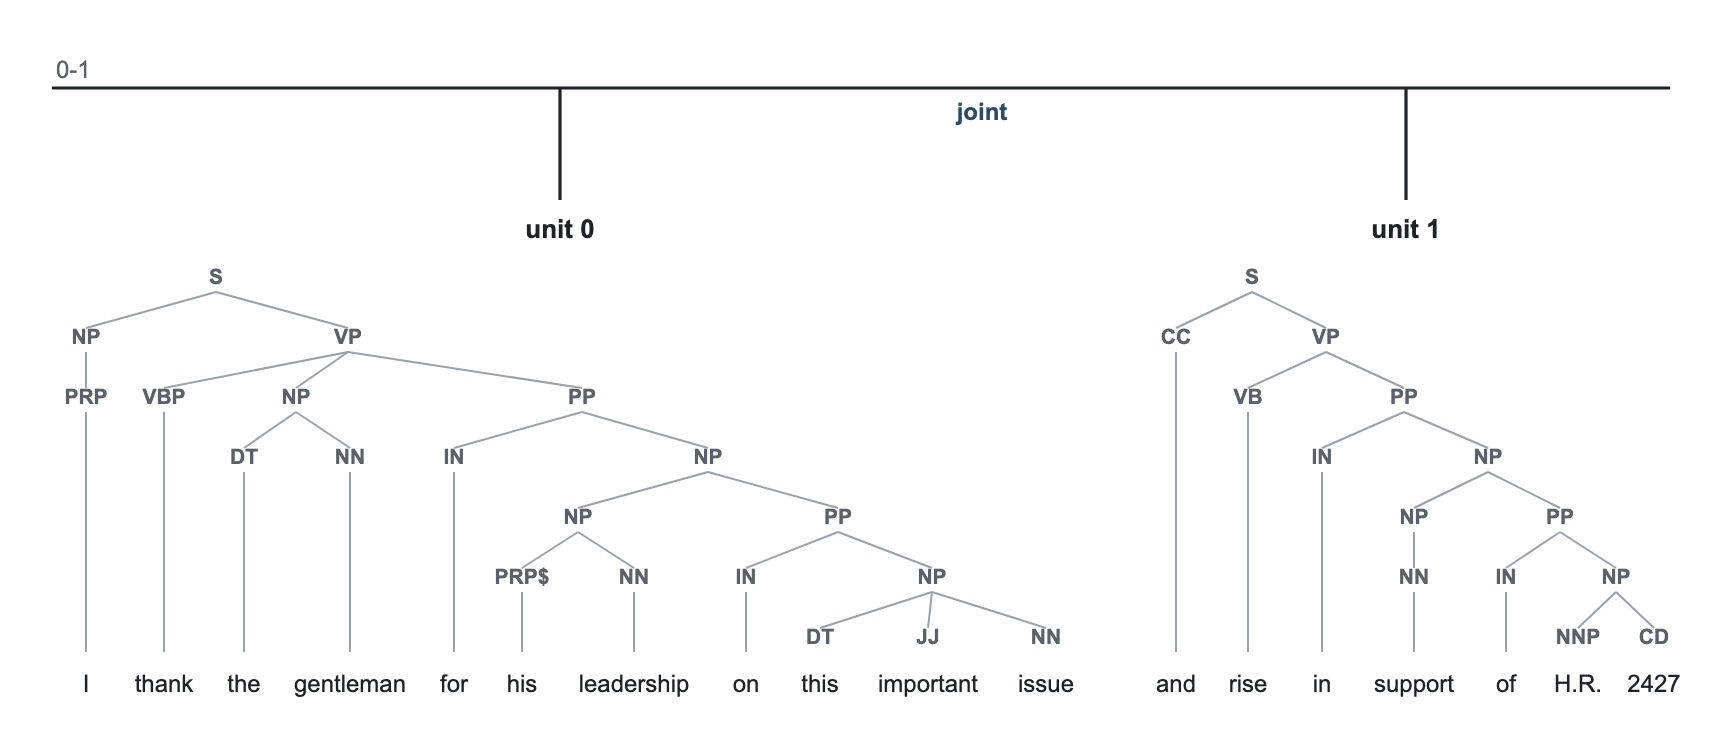 0-1
joint
unit 0 unit 1
S S
NP VP CC VP
PRP VBP NP PP VB PP
DT NN IN NP IN NP
NP PP NP PP
PRP$ NN IN NP NN IN NP
DT JJ NN NNP CD
I thank the gentleman for his leadership on this important issue and rise in support of H.R. 2427